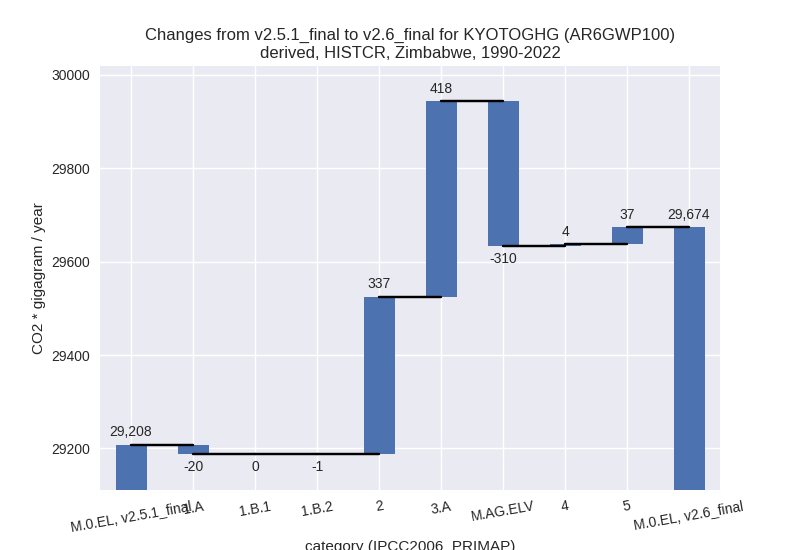 Changes from v2.5.1_final to v2.6_final for KYOTOGHG (AR6GWP100)
derived, HISTCR, Zimbabwe, 1990-2022
CO2 * gigagram / year
30000
29800
29600
29400
29200
29,208
-20
0
-1
337
418
-310
4
37
29,674
M.0.EL, v2.5.1_final
1.A
1.B.1
1.B.2
2
3.A
M.AG.ELV
4
5
M.0.EL, v2.6_final
category (IPCC2006_PRIMAP)